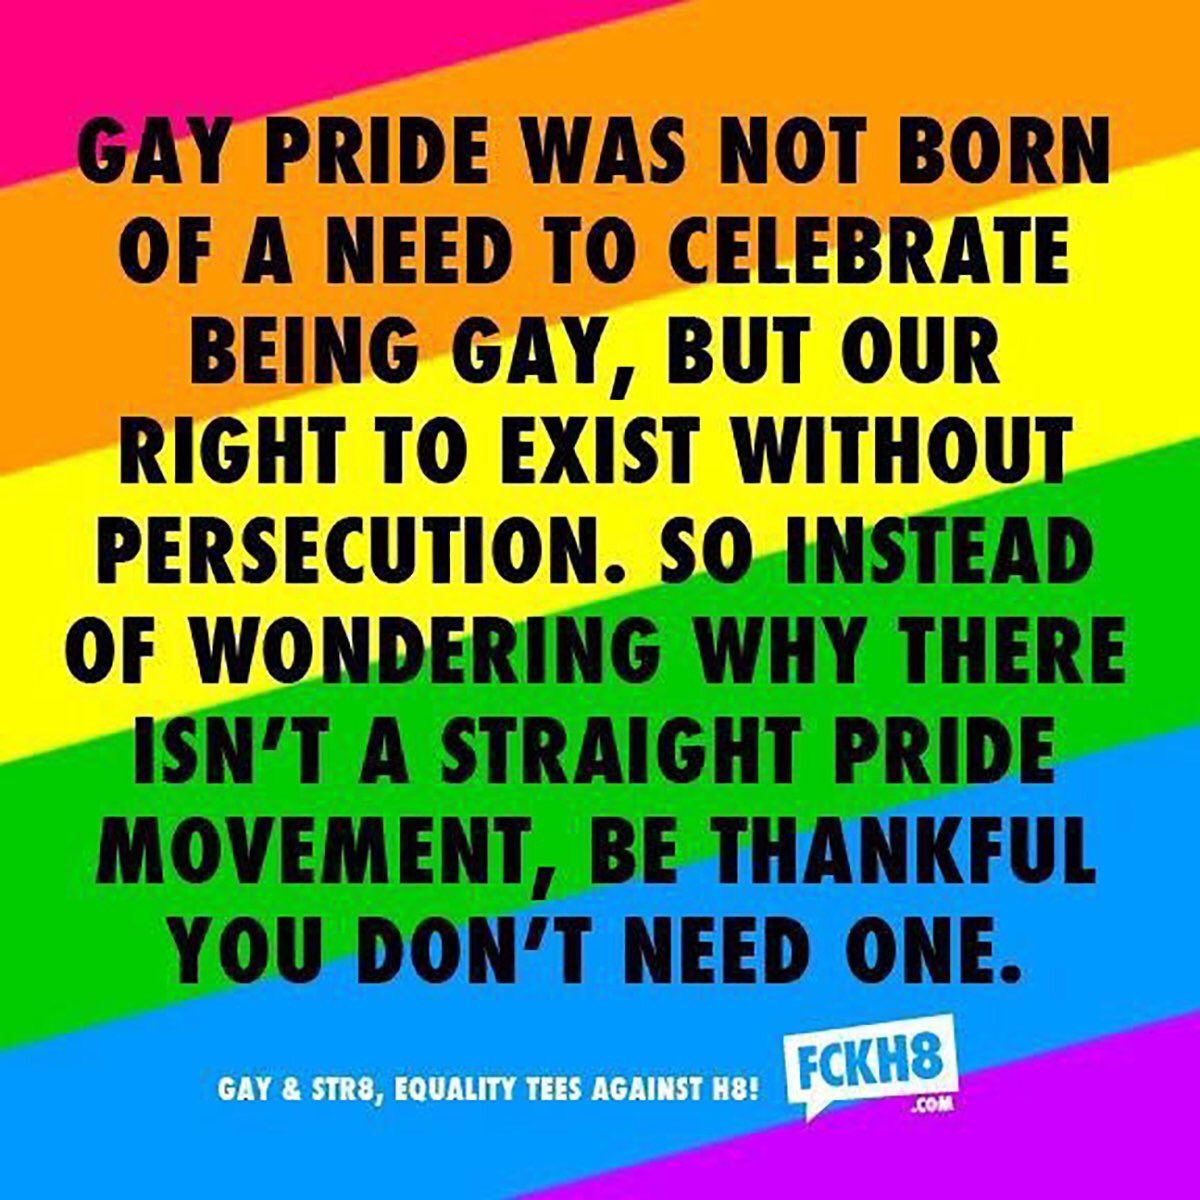 GAY PRIDE WAS NOT BORN
OF A NEED TO CELEBRATE
BEING GAY, BUT OUR
RIGHT TO EXIST WITHOUT
PERSECUTION. SO INSTEAD
OF WONDERING WHY THERE
ISN'T A STRAIGHT PRIDE
MOVEMENT, BE THANKFUL
YOU DON'T NEED ONE.
GAY & STR8, EQUALITY TEES AGAINST H8!
FCKH8
.COM